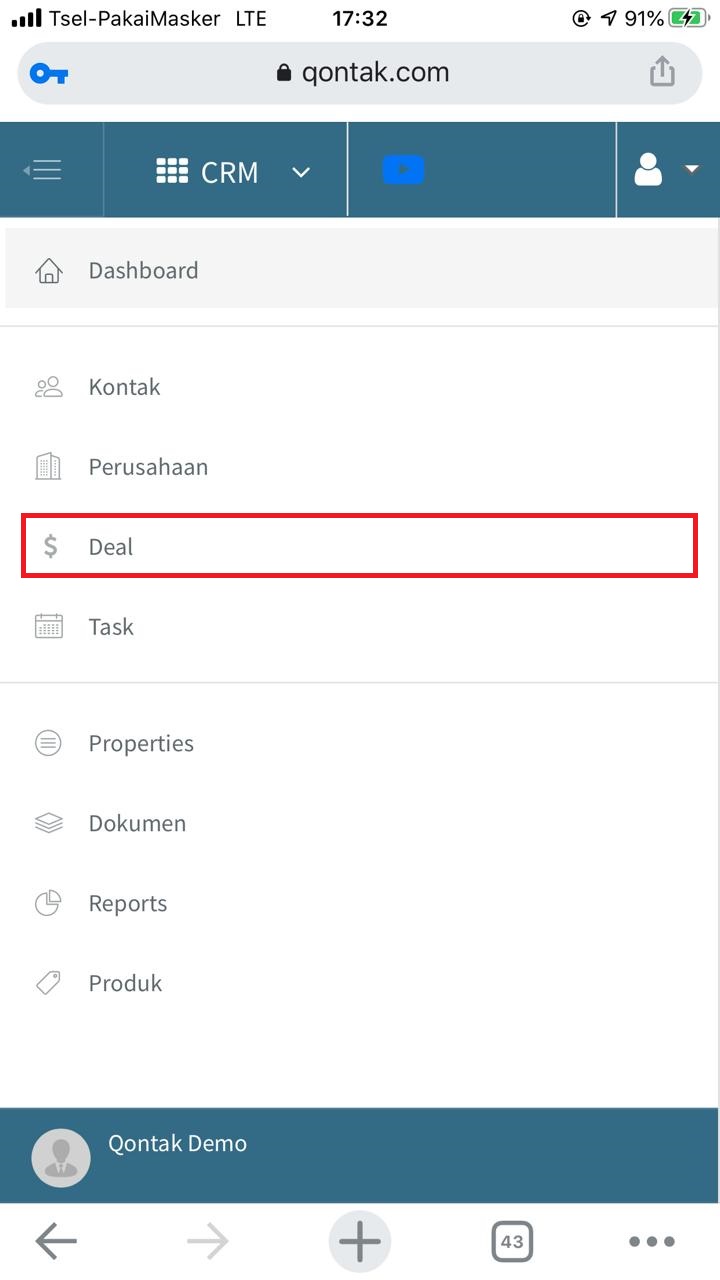 Tsel-PakaiMasker LTE 17:32 91%
qontak.com
CRM
Dashboard
Kontak
Perusahaan
$ Deal
Task
Properties
Dokumen
Reports
Produk
Qontak Demo
43